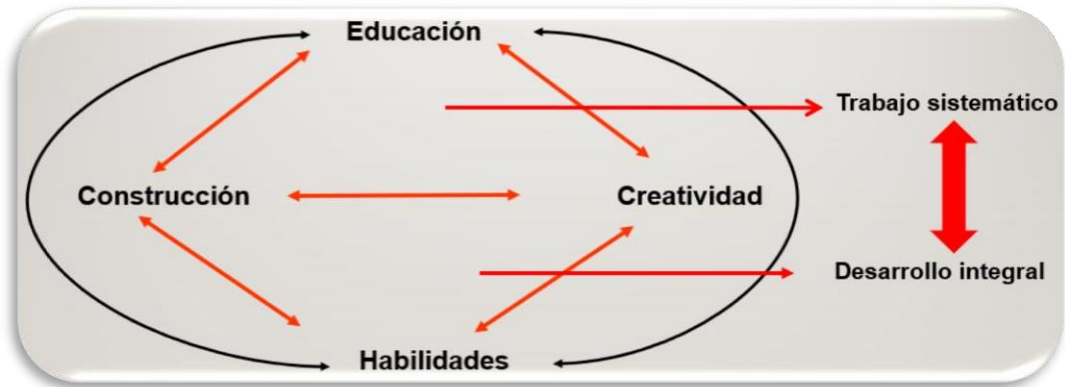 Educación
Trabajo sistemático
Construcción
Creatividad
Desarrollo integral
Habilidades